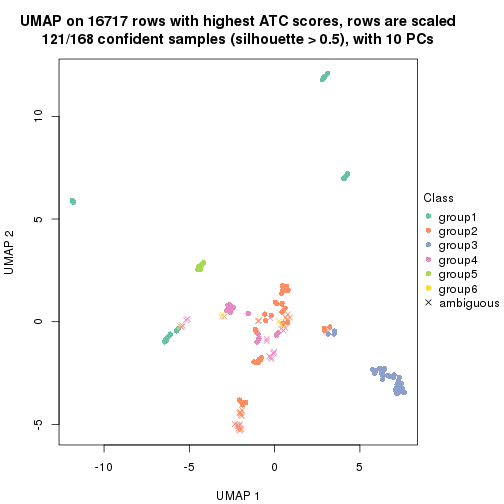 UMAP on 16717 rows with highest ATC scores, rows are scaled
121/168 confident samples (silhouette > 0.5), with 10 PCs
10
5
0
-5
UMAP 2
-10
-5
0
5
UMAP 1
Class
group1
group2
group3
group4
group5
group6
ambiguous